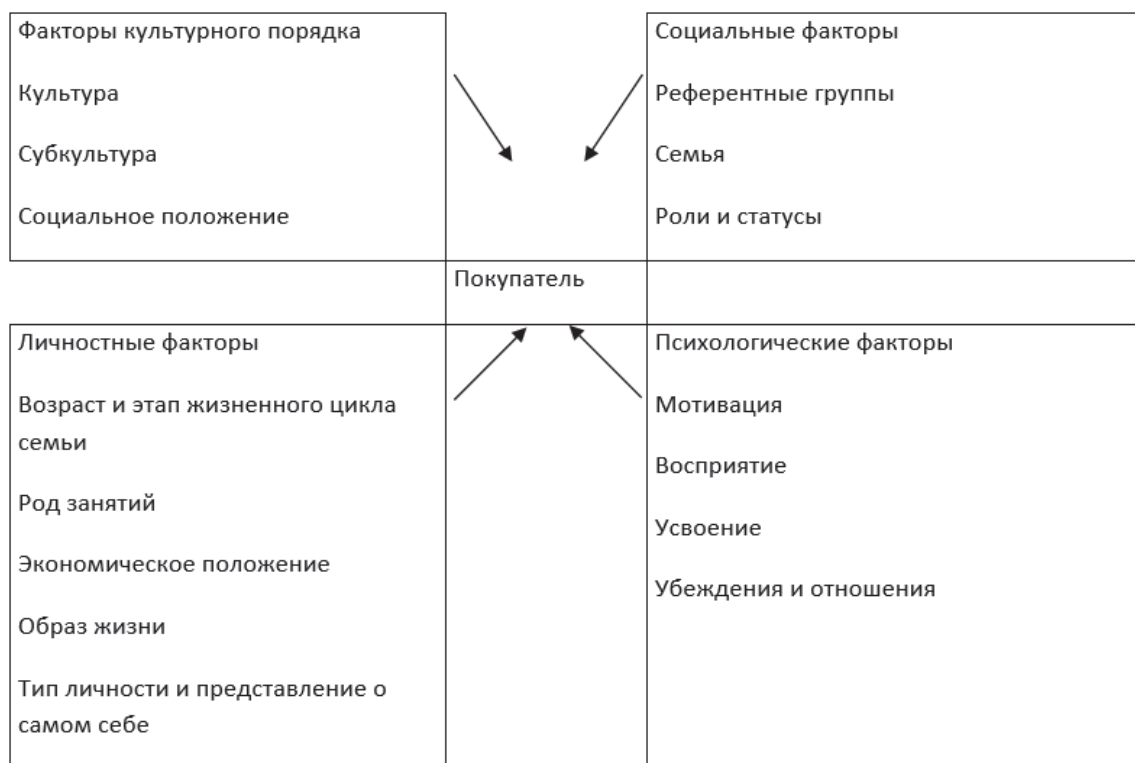 Факторы культурного порядка
Культура
Субкультура
Социальное положение
Социальные факторы
Референтные группы
Семья
Роли и статусы
Покупатель
Личностные факторы
Возраст и этап жизненного цикла
семьи
Род занятий
Экономическое положение
Образ жизни
Тип личности и представление о
самом себе
Психологические факторы
Мотивация
Восприятие
Усвоение
Убеждения и отношения